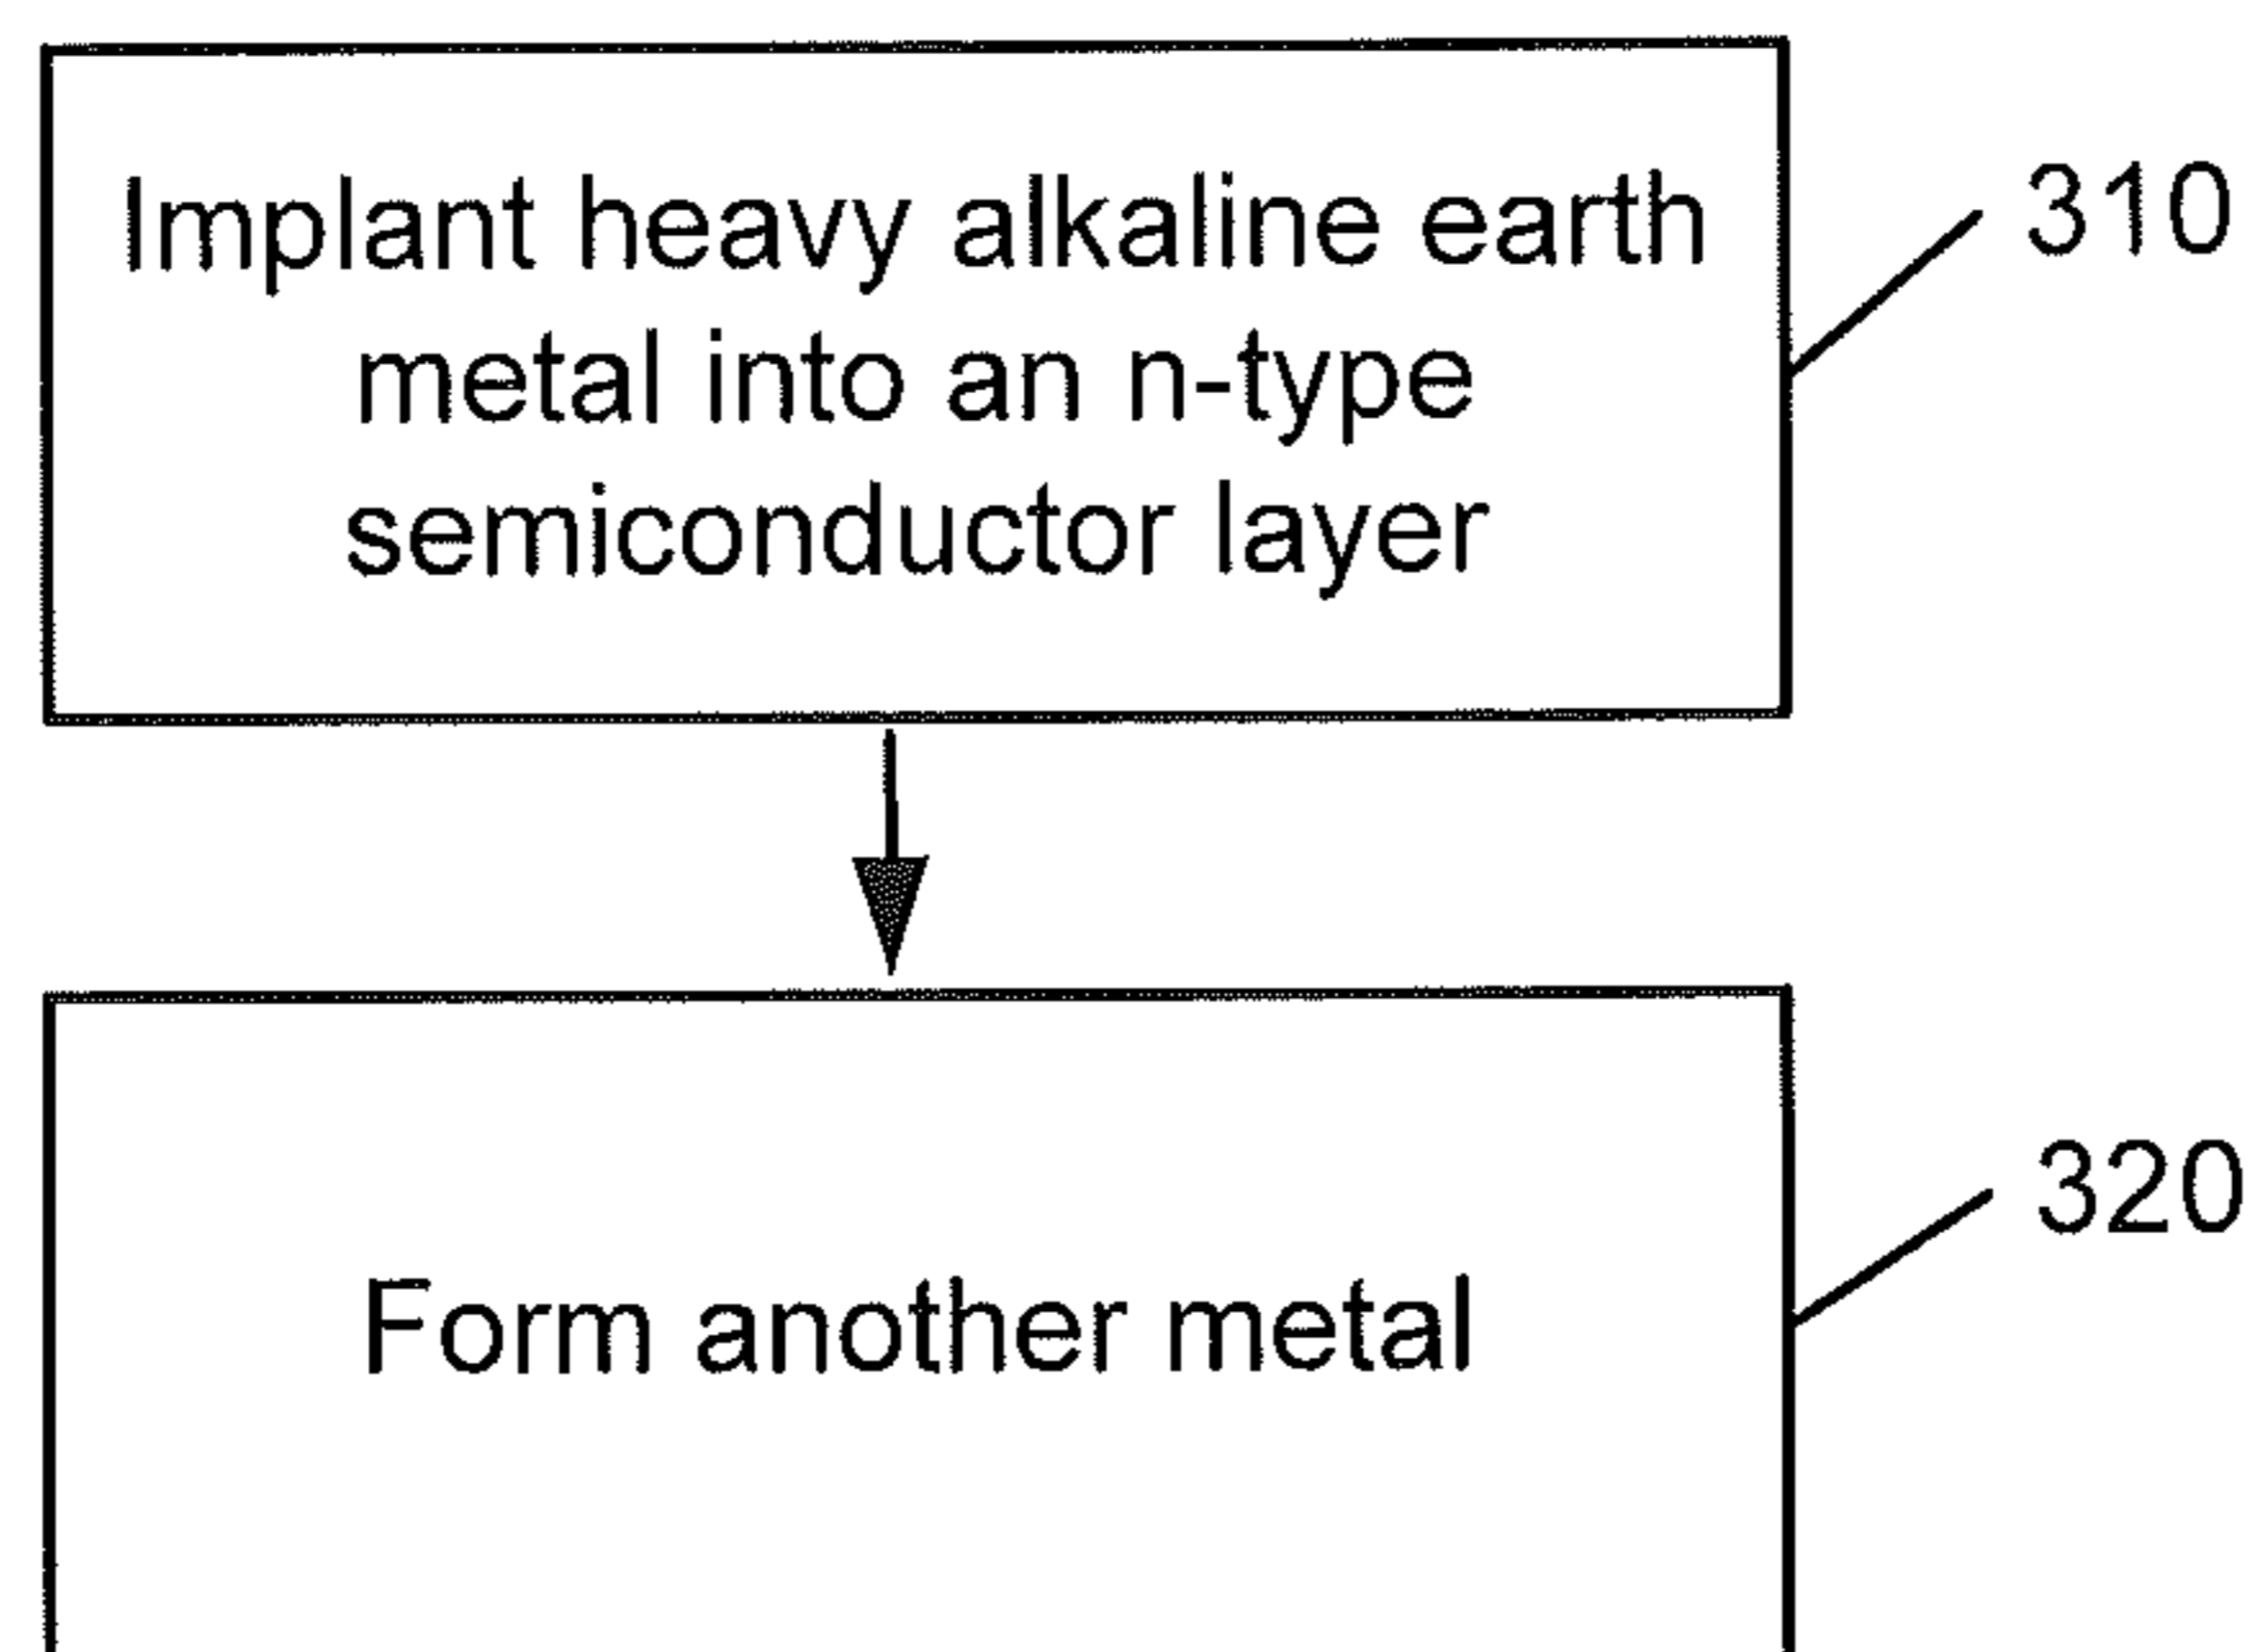 Implant heavy alkaline earth
metal into an n-type
semiconductor layer
310
Form another metal
320